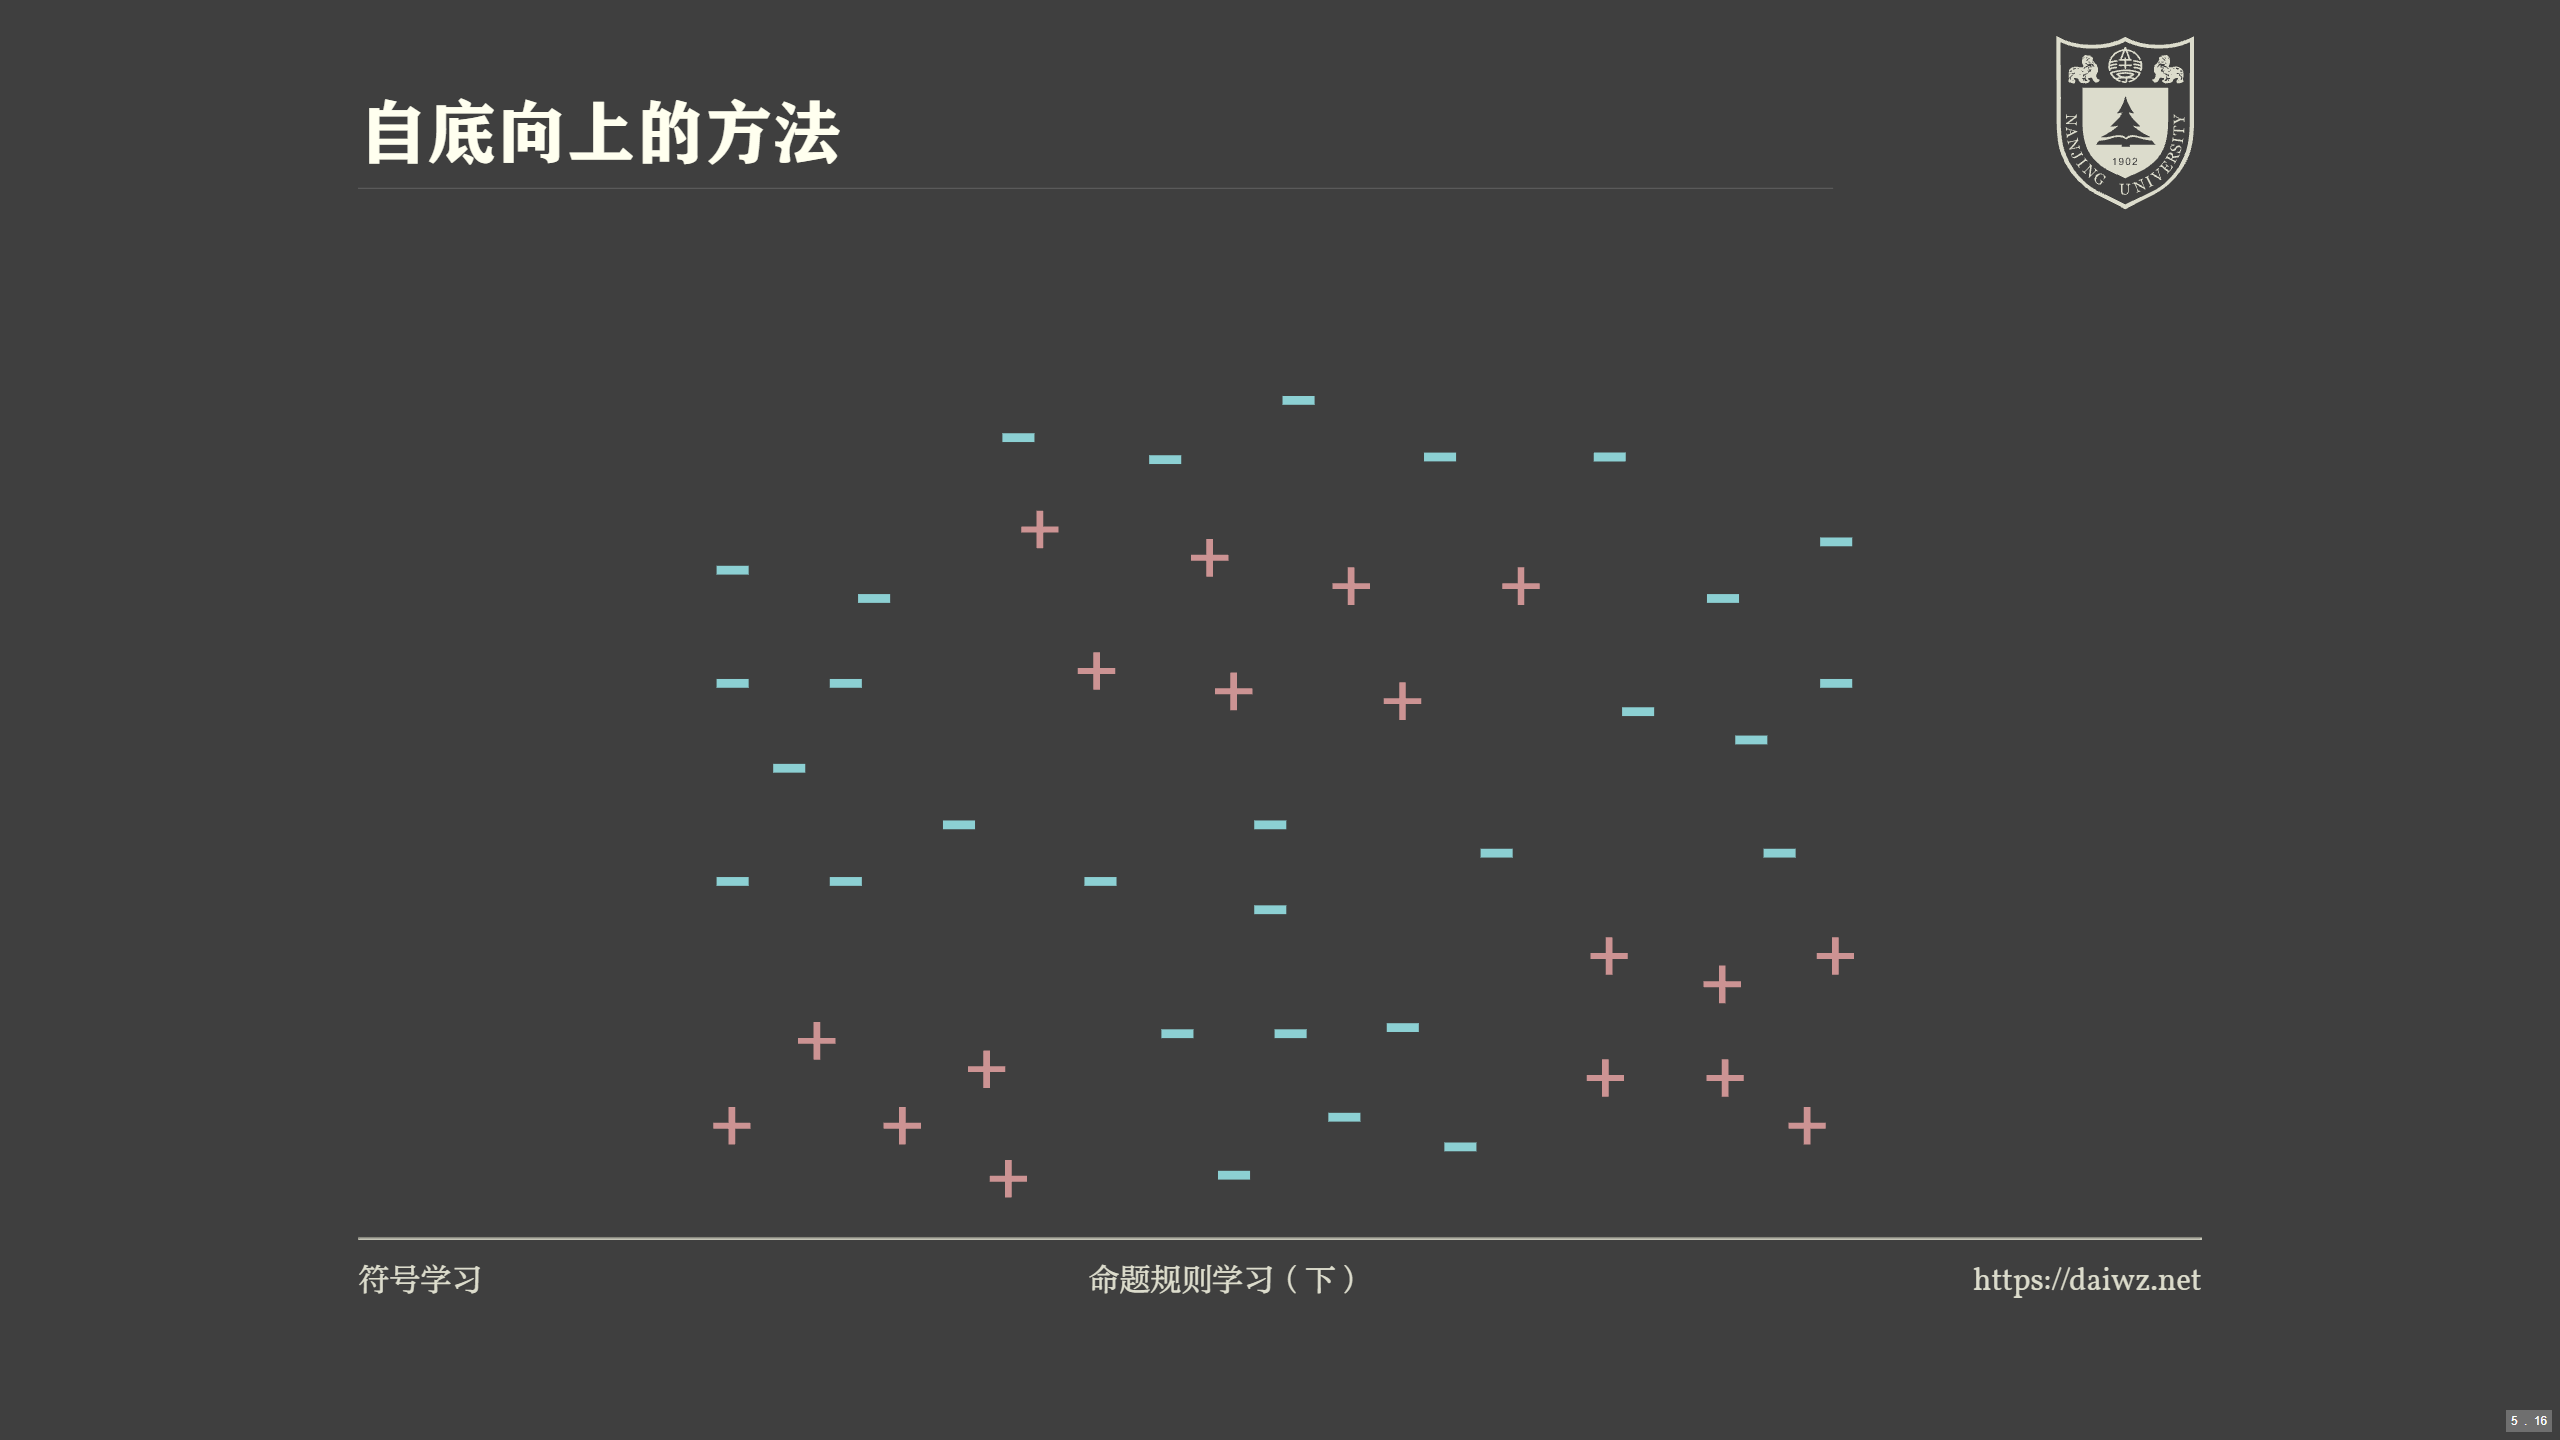 自底向上的方法
NANJING UNIVERSITY
1902
符号学习
命题规则学习（下）
https://daiwz.net
5 . 16